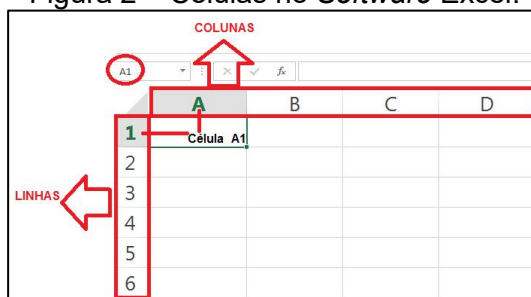 Figura 2 – Células no Software Excel.
COLUNAS
A1 fx
A B C D
1 Célula A1
2
3
LINHAS
4
5
6